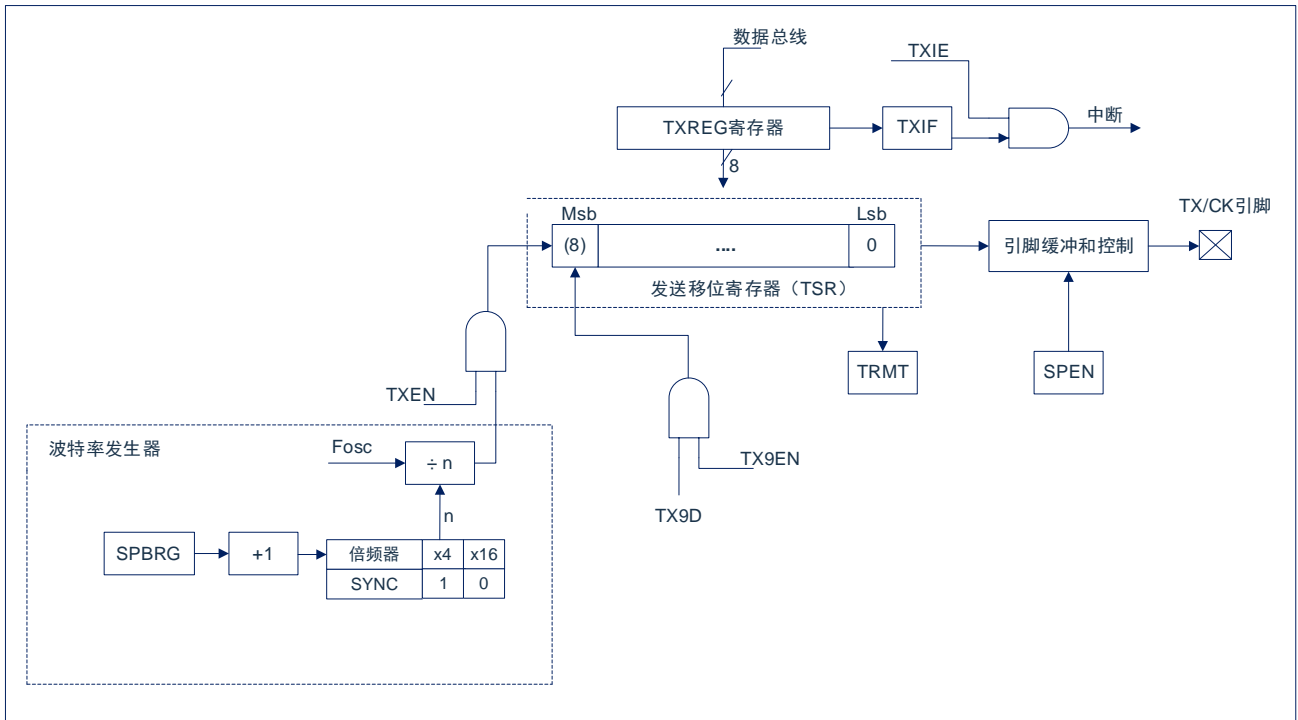 数据总线
TXIE
中断
TXREG寄存器
TXIF
8
TX/CK引脚
Msb
Lsb
(8)
....
0
引脚缓冲和控制
发送移位寄存器（TSR）
TRMT
SPEN
TXEN
波特率发生器
Fosc
÷ n
TX9EN
TX9D
n
SPBRG
+1
倍频器 x4 x16
SYNC 1 0